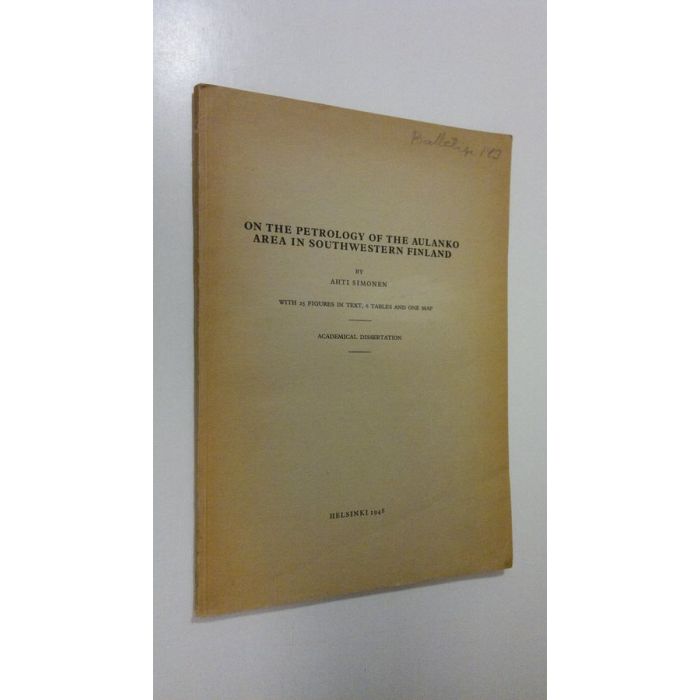 ON THE PETROLOGY OF THE AULANKO
AREA IN SOUTHWESTERN FINLAND
BY
AHTI SIMONEN
WITH 25 FIGURES IN TEXT, 6 TABLES AND ONE MAP
ACADEMICAL DISSERTATION
HELSINKI 1948